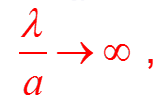 λ/a → ∞ ,